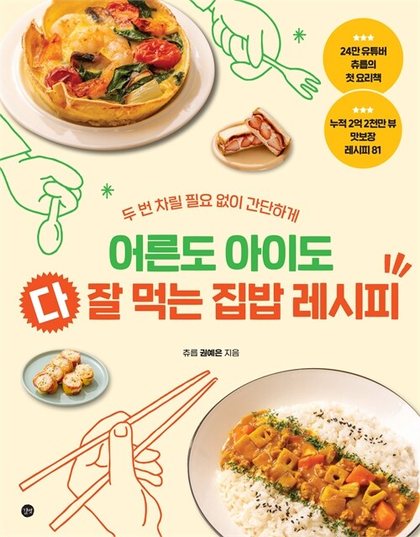 24만 유튜버
츄릅의
첫 요리책
누적 2억 2천만 뷰
맛보장
레시피 81
두 번 차릴 필요 없이 간단하게
어른도 아이도
다 잘 먹는 집밥 레시피
츄릅 권예은 지음
길벗